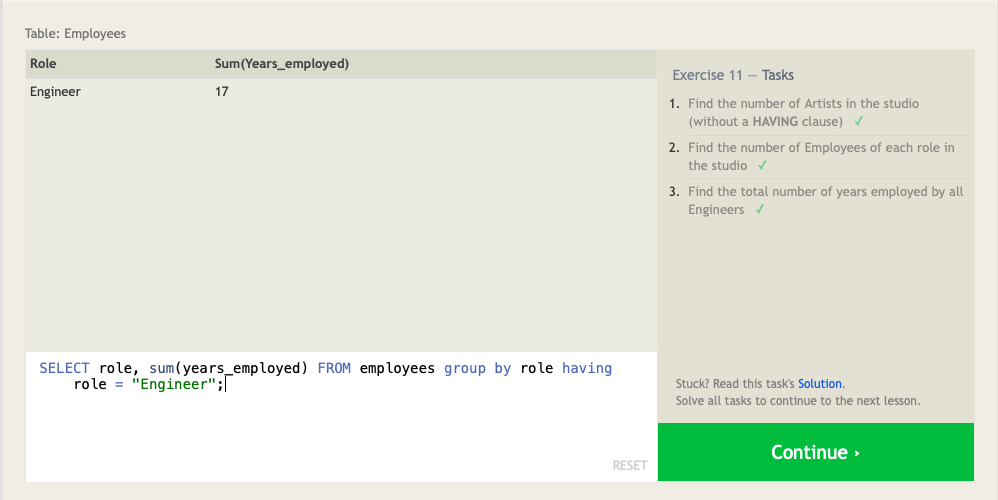 Table: Employees
Role Sum(Years_employed)
Engineer 17
SELECT role, sum(years_employed) FROM employees group by role having
role = "Engineer";
RESET
Exercise 11 — Tasks
1. Find the number of Artists in the studio
(without a HAVING clause) ✓
2. Find the number of Employees of each role in
the studio ✓
3. Find the total number of years employed by all
Engineers ✓
Stuck? Read this task's Solution.
Solve all tasks to continue to the next lesson.
Continue ›